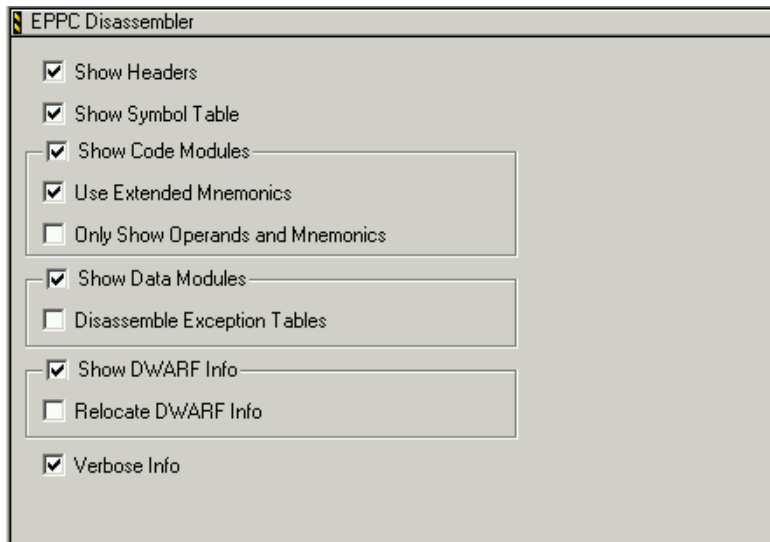 EPPC Disassembler
Show Headers
Show Symbol Table
Show Code Modules
Use Extended Mnemonics
Only Show Operands and Mnemonics
Show Data Modules
Disassemble Exception Tables
Show DWARF Info
Relocate DWARF Info
Verbose Info